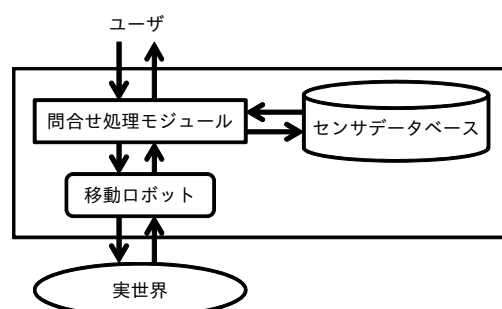 ユーザ
問合せ処理モジュール
センサデータベース
移動ロボット
実世界